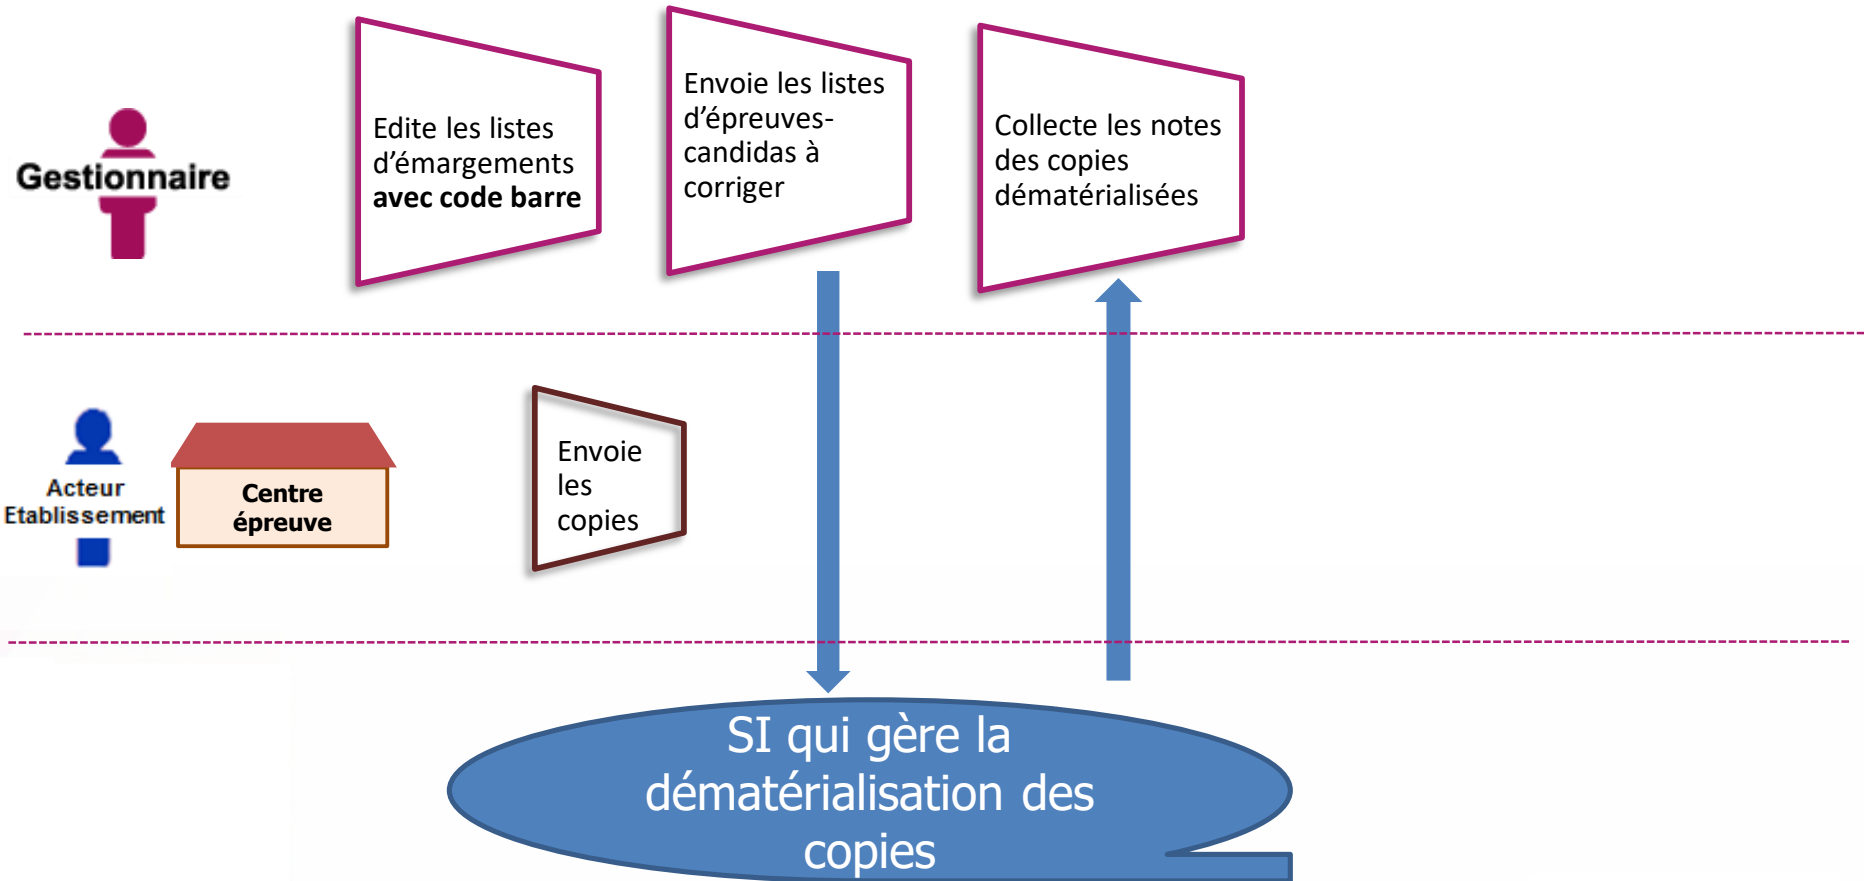 Gestionnaire
Edite les listes
d’émargements
avec code barre
Envoie les listes
d’épreuves-
candidas à
corriger
Collecte les notes
des copies
dématérialisées
Acteur
Etablissement
Centre
épreuve
Envoie
les
copies
SI qui gère la
dématérialisation des
copies